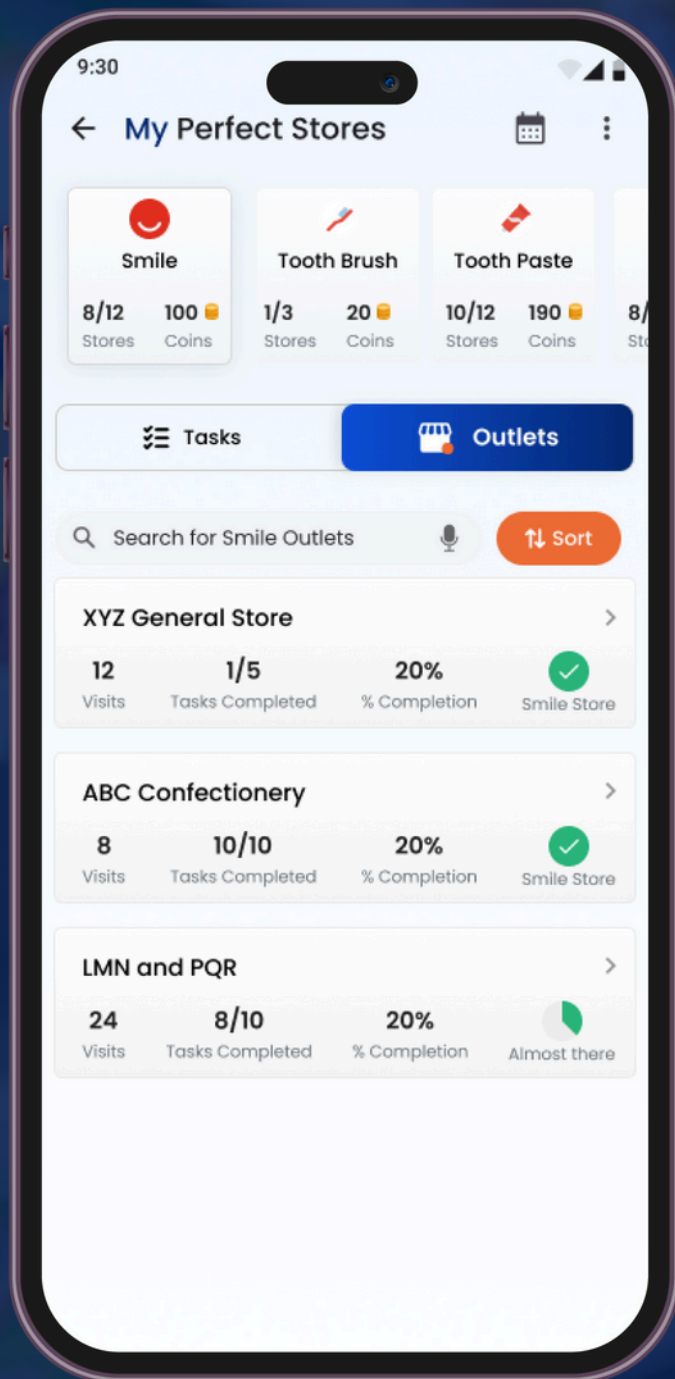 9:30
My Perfect Stores
Smile
8/12 100
Stores Coins
Tooth Brush
1/3 20
Stores Coins
Tooth Paste
10/12 190
Stores Coins
8/
Tasks
Outlets
Search for Smile Outlets
Sort
XYZ General Store
12 1/5 20%
Visits Tasks Completed % Completion Smile Store
ABC Confectionery
8 10/10 20%
Visits Tasks Completed % Completion Smile Store
LMN and PQR
24 8/10 20%
Visits Tasks Completed % Completion Almost there